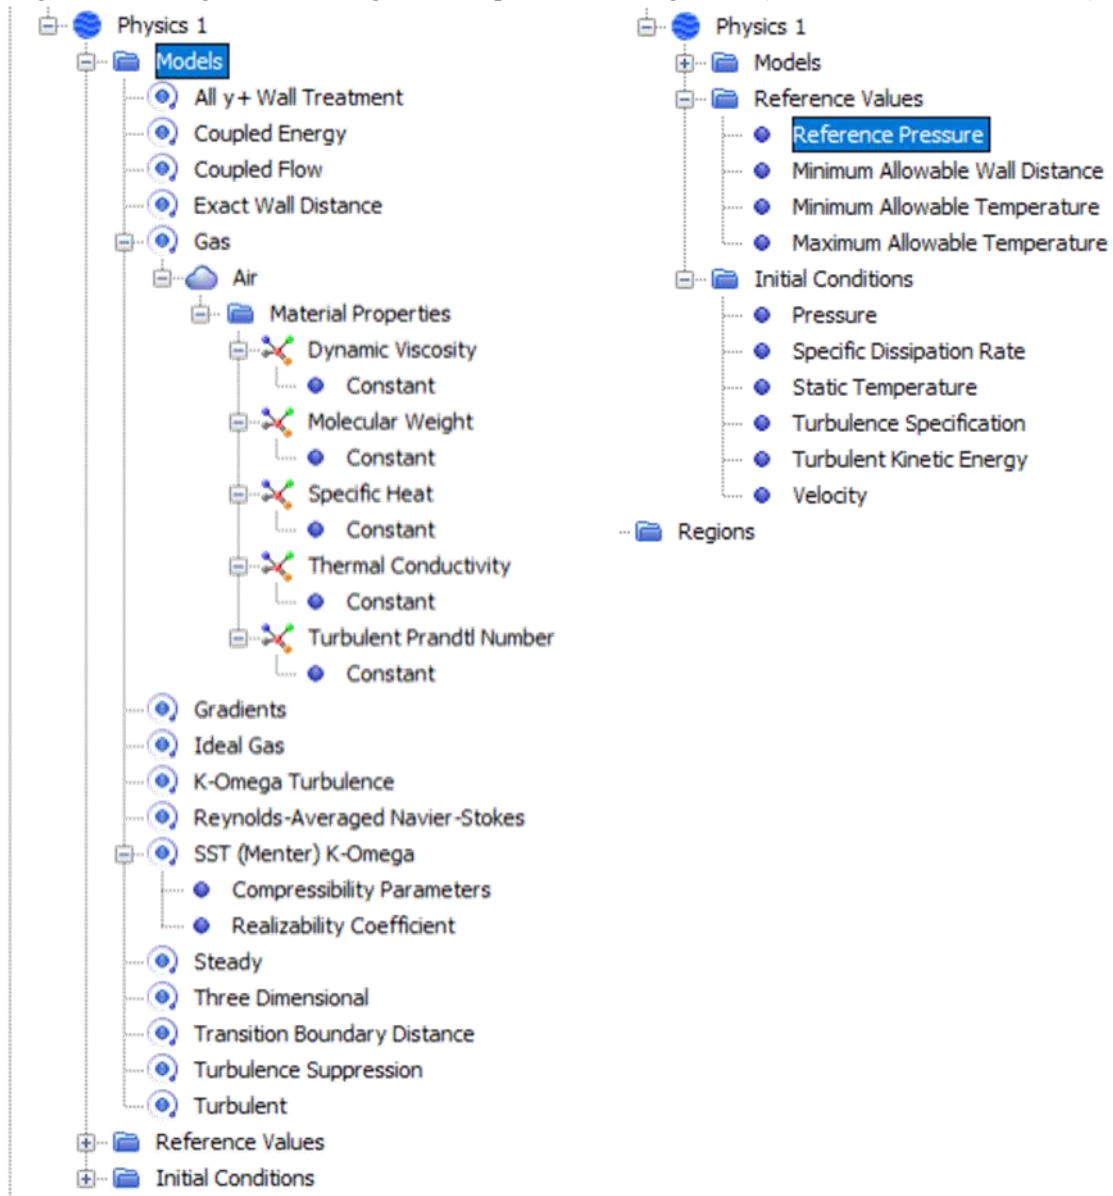 Physics 1
Models
All y+ Wall Treatment
Coupled Energy
Coupled Flow
Exact Wall Distance
Gas
Air
Material Properties
Dynamic Viscosity
Constant
Molecular Weight
Constant
Specific Heat
Constant
Thermal Conductivity
Constant
Turbulent Prandtl Number
Constant
Gradients
Ideal Gas
K-Omega Turbulence
Reynolds-Averaged Navier-Stokes
SST (Menter) K-Omega
Compressibility Parameters
Realizability Coefficient
Steady
Three Dimensional
Transition Boundary Distance
Turbulence Suppression
Turbulent
Reference Values
Initial Conditions
Physics 1
Models
Reference Values
Reference Pressure
Minimum Allowable Wall Distance
Minimum Allowable Temperature
Maximum Allowable Temperature
Initial Conditions
Pressure
Specific Dissipation Rate
Static Temperature
Turbulence Specification
Turbulent Kinetic Energy
Velocity
Regions